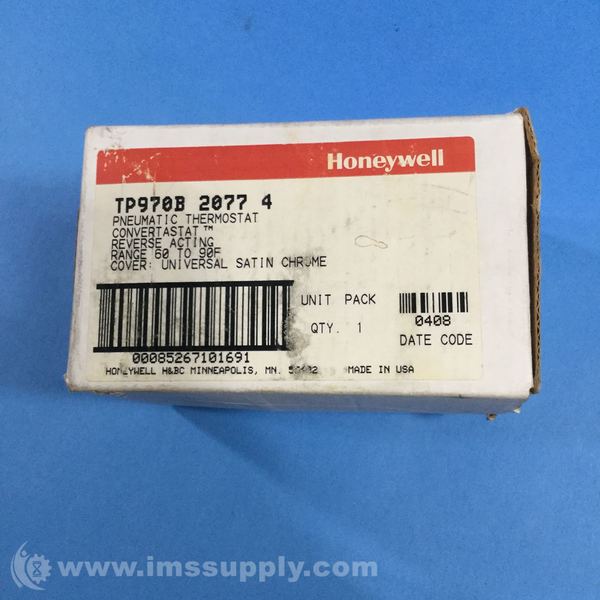 Honeywell
TP970B 2077 4
PNEUMATIC THERMOSTAT
CONVERTASTAT™
REVERSE ACTING
RANGE 60 TO 90F
COVER: UNIVERSAL SATIN CHROME
UNIT PACK
QTY. 1
0408
DATE CODE
00085267101691
HONEYWELL H&BC MINNEAPOLIS, MN. MADE IN USA
www.imssupply.com